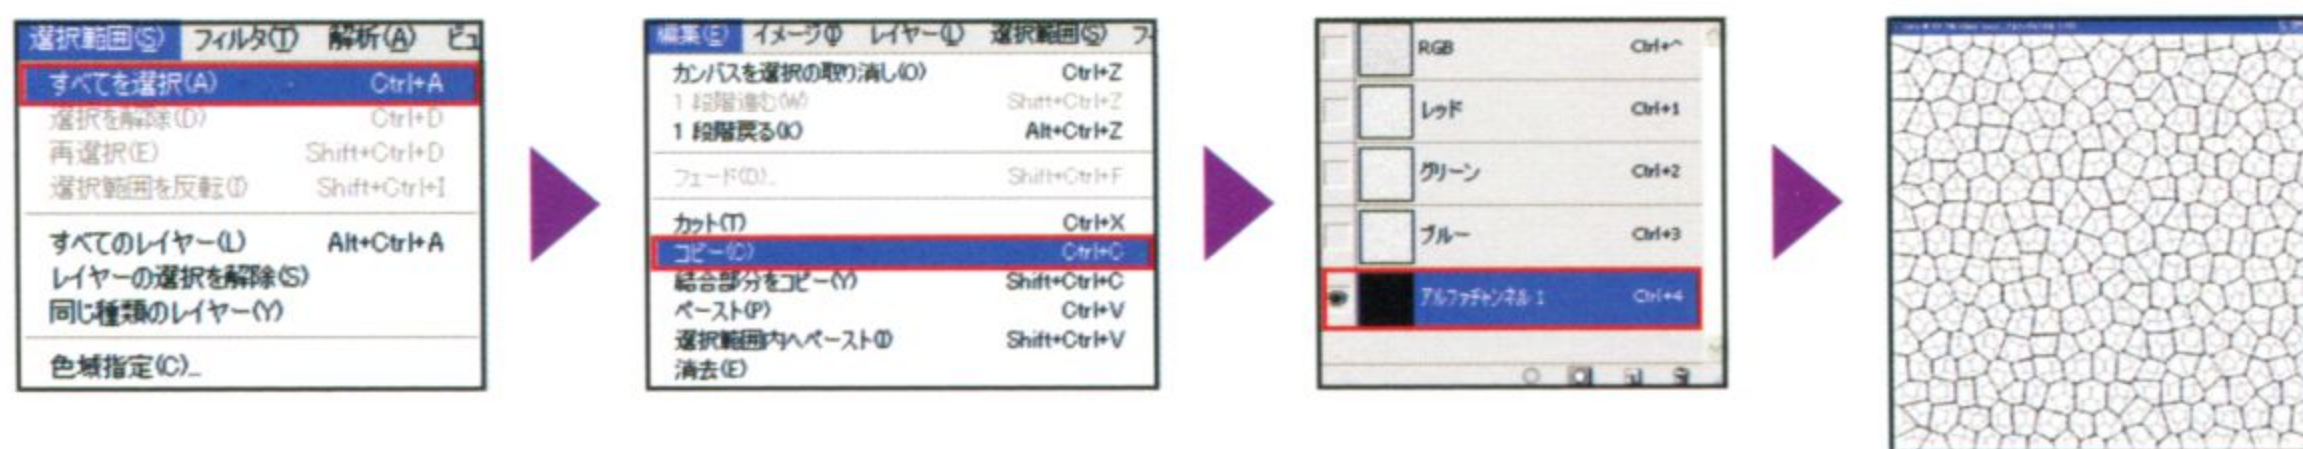 選択範囲(S) フィルタ(T) 解析(A) ビュ
すべてを選択(A) Ctrl+A
選択を解除(D) Ctrl+D
再選択(E) Shift+Ctrl+D
選択範囲を反転(I) Shift+Ctrl+I
すべてのレイヤー(L) Alt+Ctrl+A
レイヤーの選択を解除(S)
同じ種類のレイヤー(Y)
色域指定(C)...
編集(E) イメージ(I) レイヤー(L) 選択範囲(S) フ
カンバスを選択の取り消し(O) Ctrl+Z
1 段階進む(W) Shift+Ctrl+Z
1 段階戻る(K) Alt+Ctrl+Z
フェード(D)... Shift+Ctrl+F
カット(T) Ctrl+X
コピー(C) Ctrl+C
結合部分をコピー(Y) Shift+Ctrl+C
ペースト(P) Ctrl+V
選択範囲内へペースト(I) Shift+Ctrl+V
消去(E)
RGB Ctrl+^
レッド Ctrl+1
グリーン Ctrl+2
ブルー Ctrl+3
アルファチャンネル 1 Ctrl+4